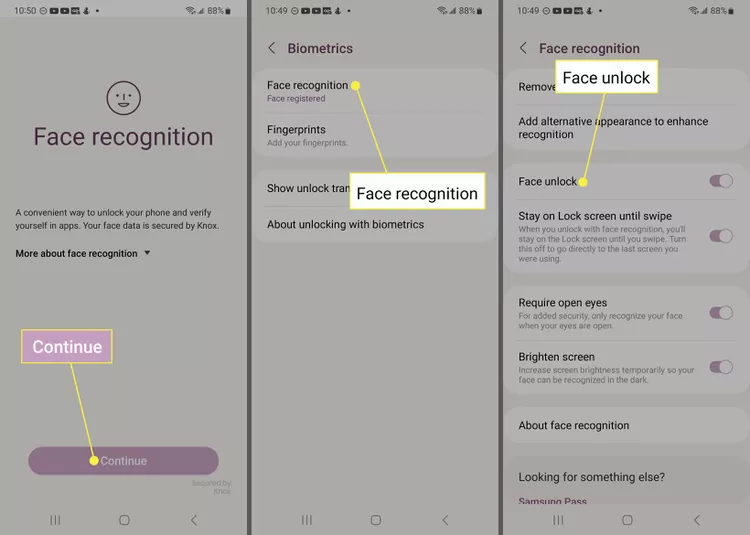 10:50
88%
Face recognition
A convenient way to unlock your phone and verify
yourself in apps. Your face data is secured by Knox.
More about face recognition
Continue
Continue
Secured by
Knox
10:49
88%
Biometrics
Face recognition
Face registered
Fingerprints
Add your fingerprints.
Show unlock
Face recognition
About unlocking with biometrics
10:49
88%
Face recognition
Face unlock
Add alternative appearance to enhance
recognition
Face unlock
Stay on Lock screen until swipe
When you unlock with face recognition, you'll
stay on the Lock screen until you swipe. Turn
this off to go directly to the last screen you
were using.
Require open eyes
For added security, only recognize your face
when your eyes are open.
Brighten screen
Increase screen brightness temporarily so your
face can be recognized in the dark.
About face recognition
Looking for something else?
Samsung Pass